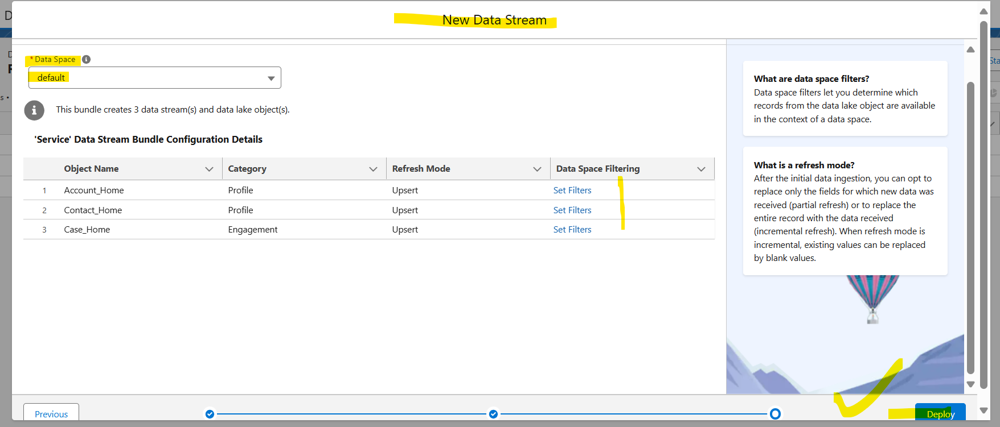 D
New Data Stream
D
F
s •
Sta
* Data Space
default
This bundle creates 3 data stream(s) and data lake object(s).
'Service' Data Stream Bundle Configuration Details
Object Name Category Refresh Mode Data Space Filtering
1 Account_Home Profile Upsert Set Filters
2 Contact_Home Profile Upsert Set Filters
3 Case_Home Engagement Upsert Set Filters
What are data space filters?
Data space filters let you determine which
records from the data lake object are available
in the context of a data space.
What is a refresh mode?
After the initial data ingestion, you can opt to
replace only the fields for which new data was
received (partial refresh) or to replace the
entire record with the data received
(incremental refresh). When refresh mode is
incremental, existing values can be replaced
by blank values.
Previous
Deploy